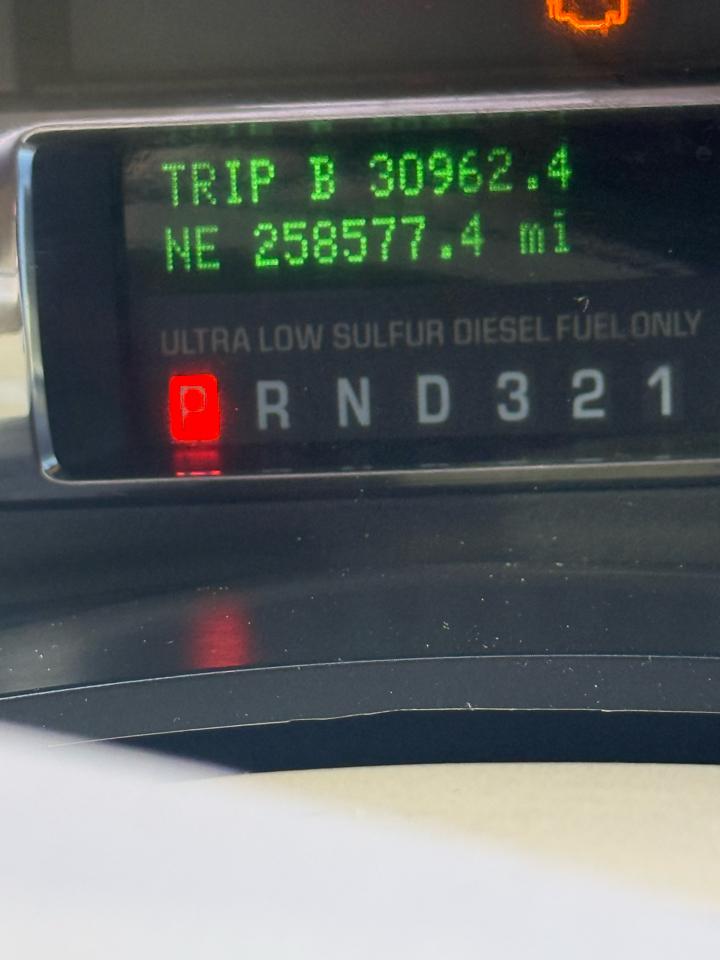 TRIP B 30962.4
NE 258577.4 mi
ULTRA LOW SULFUR DIESEL FUEL ONLY
P R N D 3 2 1